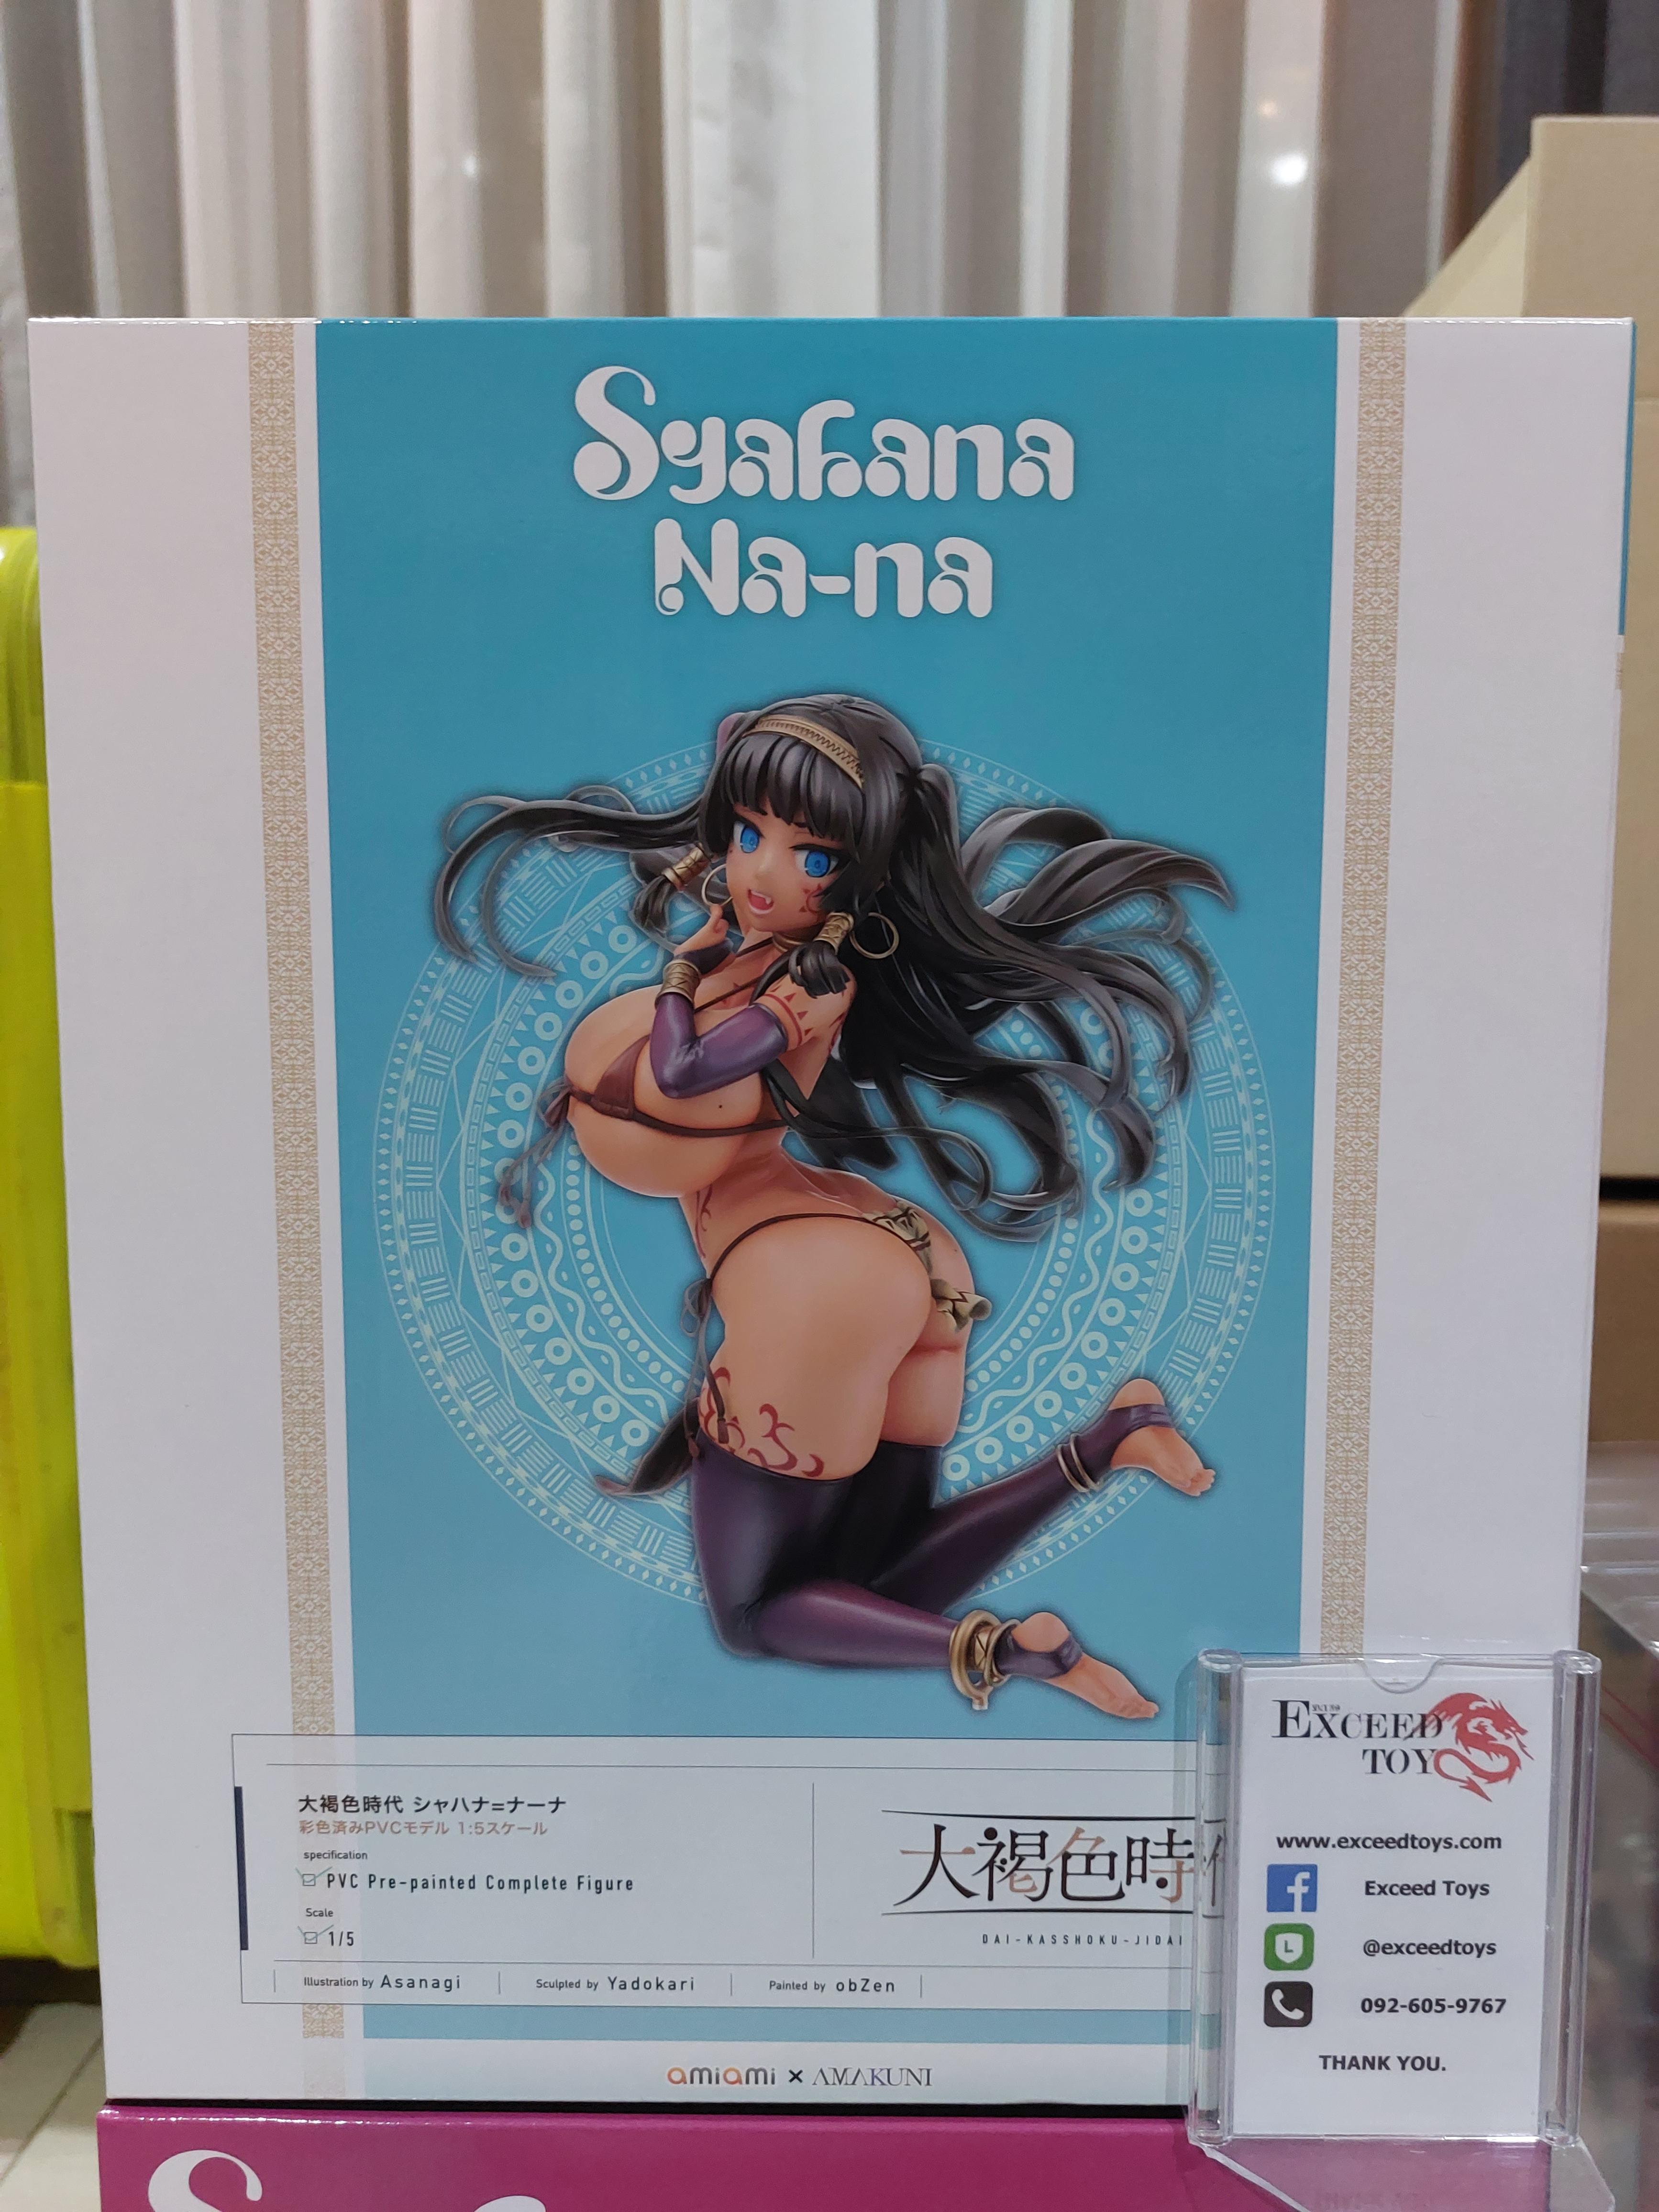 Syahana
Na-na
大褐色時代 シャハナ=ナーナ
彩色済みPVCモデル 1:5スケール
specification
PVC Pre-painted Complete Figure
Scale
1/5
大褐色時代
DAI-KASSHOKU-JIDAI
Illustration by Asanagi
Sculpted by Yadokari
Painted by obZen
amiami × AMAKUNI
EXCEED
TOY
www.exceedtoys.com
Exceed Toys
L
@exceedtoys
092-605-9767
THANK YOU.